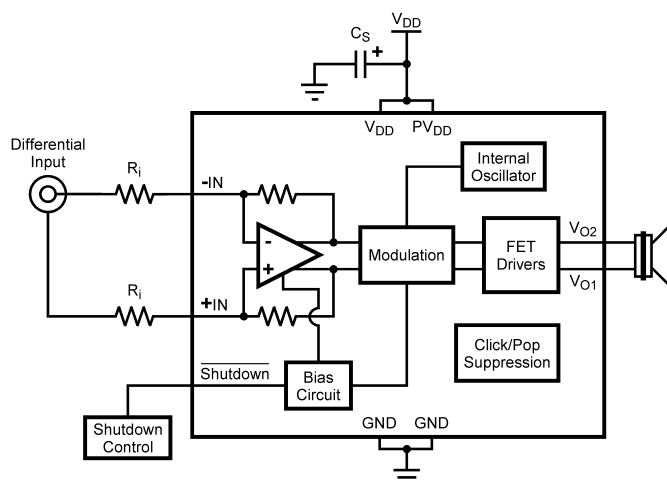 V_DD
C_S
+
V_DD PV_DD
Differential
Input
R_i
-IN
Internal
Oscillator
-
+
Modulation
FET
Drivers
V_O2
V_O1
R_i
+IN
Click/Pop
Suppression
Shutdown
Bias
Circuit
Shutdown
Control
GND GND